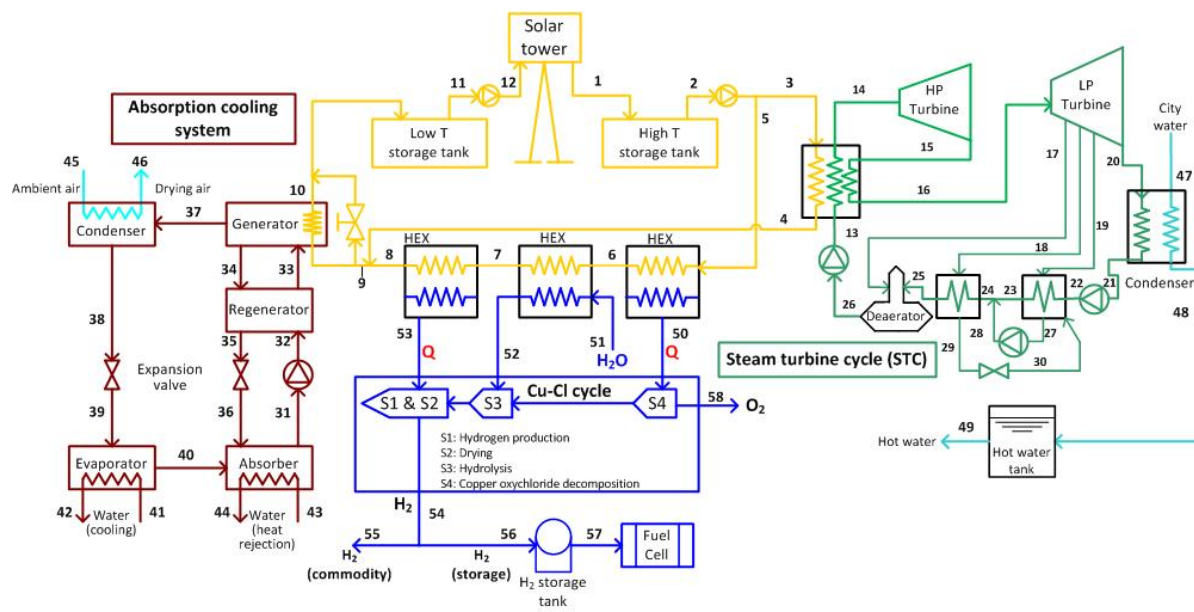 Solar
tower
11
12
1
2
3
5
Low T
storage tank
High T
storage tank
Absorption cooling
system
45
46
Ambient air
Drying air
Condenser
37
10
Generator
34
33
Regenerator
38
35
32
Expansion
valve
39
36
31
40
Evaporator
Absorber
42
Water
(cooling)
41
44
Water
(heat
rejection)
43
14
HP
Turbine
15
16
LP
Turbine
17
20
City
water
47
4
13
18
19
HEX
HEX
HEX
8
7
6
9
26
25
24
23
22
21
Condenser
48
Deaerator
28
27
29
30
53
Q
52
51
H₂O
50
Q
Steam turbine cycle (STC)
Cu-Cl cycle
S1 & S2
S3
S4
58
O₂
S1: Hydrogen production
S2: Drying
S3: Hydrolysis
S4: Copper oxychloride decomposition
Hot water
49
Hot water
tank
H₂
54
55
56
57
H₂
(commodity)
H₂
(storage)
H₂ storage
tank
Fuel
Cell